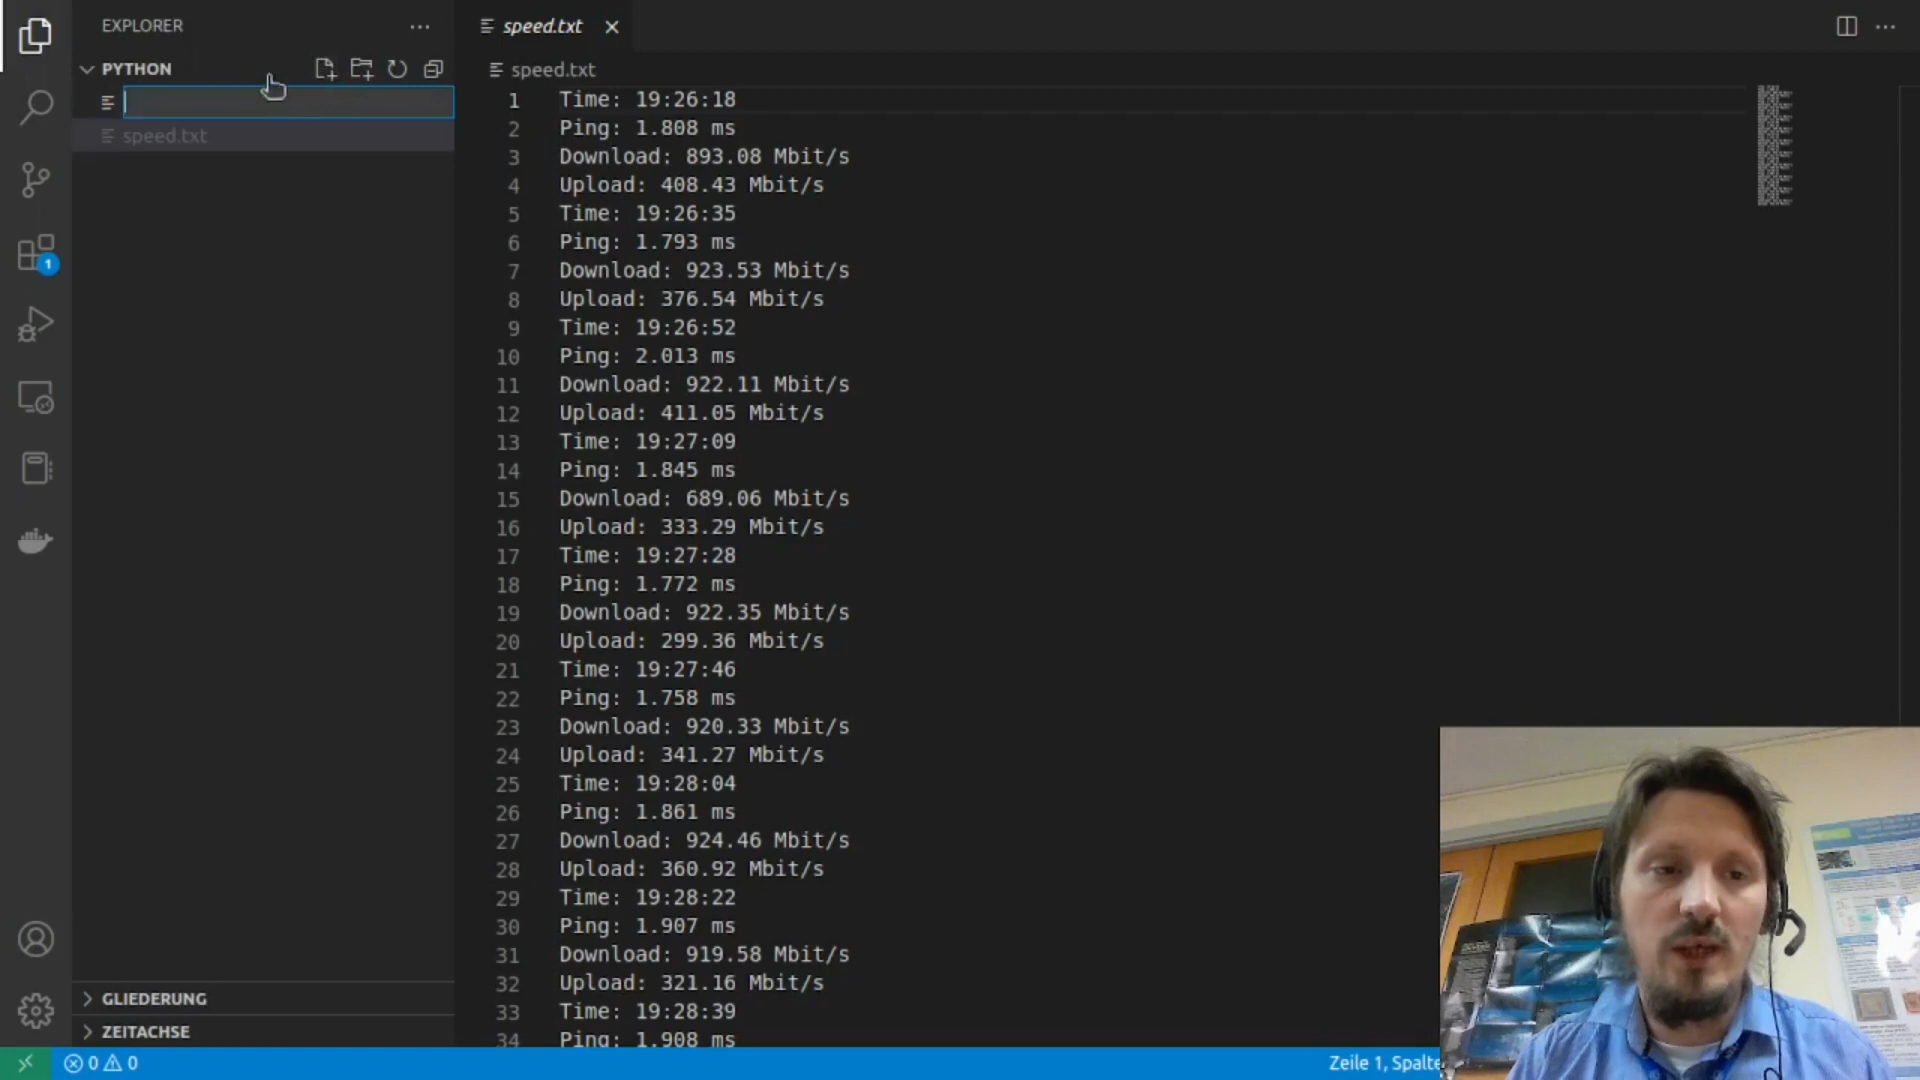 EXPLORER
PYTHON
speed.txt
1
speed.txt
speed.txt
1 Time: 19:26:18
2 Ping: 1.808 ms
3 Download: 893.08 Mbit/s
4 Upload: 408.43 Mbit/s
5 Time: 19:26:35
6 Ping: 1.793 ms
7 Download: 923.53 Mbit/s
8 Upload: 376.54 Mbit/s
9 Time: 19:26:52
10 Ping: 2.013 ms
11 Download: 922.11 Mbit/s
12 Upload: 411.05 Mbit/s
13 Time: 19:27:09
14 Ping: 1.845 ms
15 Download: 689.06 Mbit/s
16 Upload: 333.29 Mbit/s
17 Time: 19:27:28
18 Ping: 1.772 ms
19 Download: 922.35 Mbit/s
20 Upload: 299.36 Mbit/s
21 Time: 19:27:46
22 Ping: 1.758 ms
23 Download: 920.33 Mbit/s
24 Upload: 341.27 Mbit/s
25 Time: 19:28:04
26 Ping: 1.861 ms
27 Download: 924.46 Mbit/s
28 Upload: 360.92 Mbit/s
29 Time: 19:28:22
30 Ping: 1.907 ms
31 Download: 919.58 Mbit/s
32 Upload: 321.16 Mbit/s
33 Time: 19:28:39
34 Ping: 1.908 ms
GLIEDERUNG
ZEITACHSE
0 0
Zeile 1, Spalte